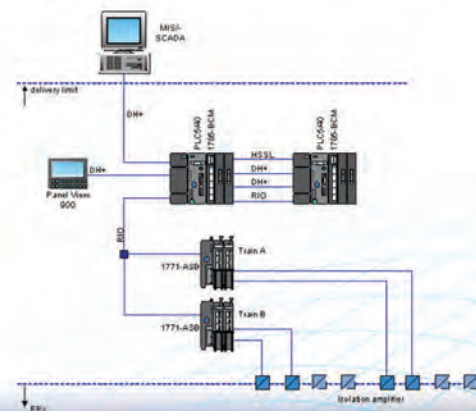 MIS/-
SCADA
delivery limit
DH+
PLC5/40
1785-BCM
PLC5/40
1785-BCM
HSSL
DH+
DH+
RIO
DH+
Panel View
900
RIO
Train A
1771-ASB
Train B
1771-ASB
Isolation amplifier